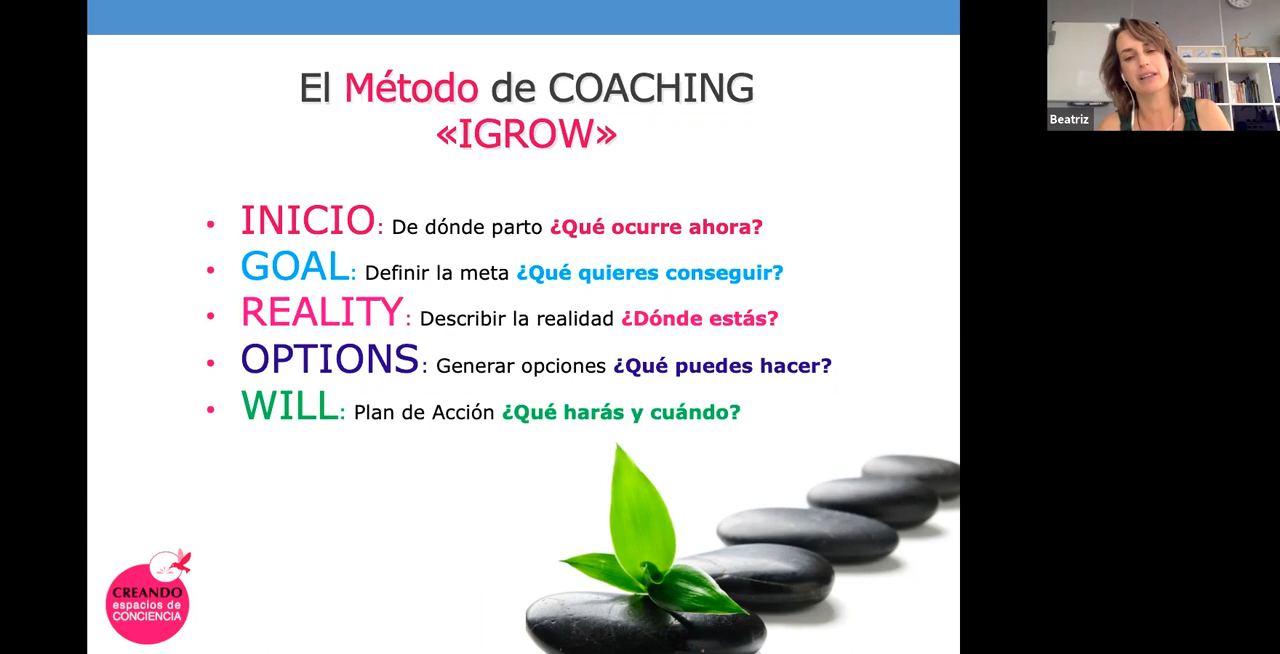 El Método de COACHING
«IGROW»
• INICIO: De dónde parto ¿Qué ocurre ahora?
• GOAL: Definir la meta ¿Qué quieres conseguir?
• REALITY: Describir la realidad ¿Dónde estás?
• OPTIONS: Generar opciones ¿Qué puedes hacer?
• WILL: Plan de Acción ¿Qué harás y cuándo?
CREANDO
espacios de
CONCIENCIA
Beatriz